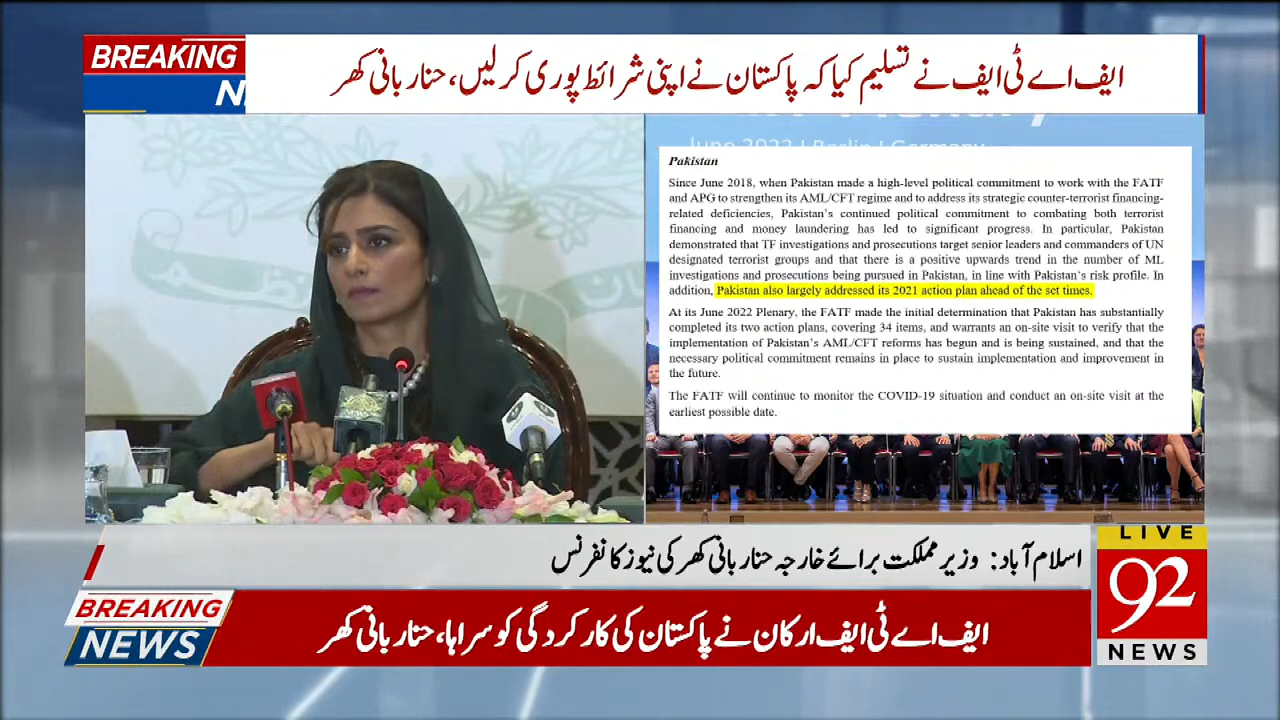 BREAKING
ایف اے ٹی ایف نے تسلیم کیا کہ پاکستان نے اپنی شرائط پوری کرلیں، حنا ربانی کھر
June 2022 | Berlin | Germany
Pakistan
Since June 2018, when Pakistan made a high-level political commitment to work with the FATF
and APG to strengthen its AML/CFT regime and to address its strategic counter-terrorist financing-
related deficiencies, Pakistan's continued political commitment to combating both terrorist
financing and money laundering has led to significant progress. In particular, Pakistan
demonstrated that TF investigations and prosecutions target senior leaders and commanders of UN
designated terrorist groups and that there is a positive upwards trend in the number of ML
investigations and prosecutions being pursued in Pakistan, in line with Pakistan's risk profile. In
addition, Pakistan also largely addressed its 2021 action plan ahead of the set times.
At its June 2022 Plenary, the FATF made the initial determination that Pakistan has substantially
completed its two action plans, covering 34 items, and warrants an on-site visit to verify that the
implementation of Pakistan's AML/CFT reforms has begun and is being sustained, and that the
necessary political commitment remains in place to sustain implementation and improvement in
the future.
The FATF will continue to monitor the COVID-19 situation and conduct an on-site visit at the
earliest possible date.
اسلام آباد: وزیر مملکت برائے خارجہ حنا ربانی کھر کی نیوز کانفرنس
LIVE
92
NEWS
BREAKING
NEWS
ایف اے ٹی ایف ارکان نے پاکستان کی کارکردگی کو سراہا، حنا ربانی کھر